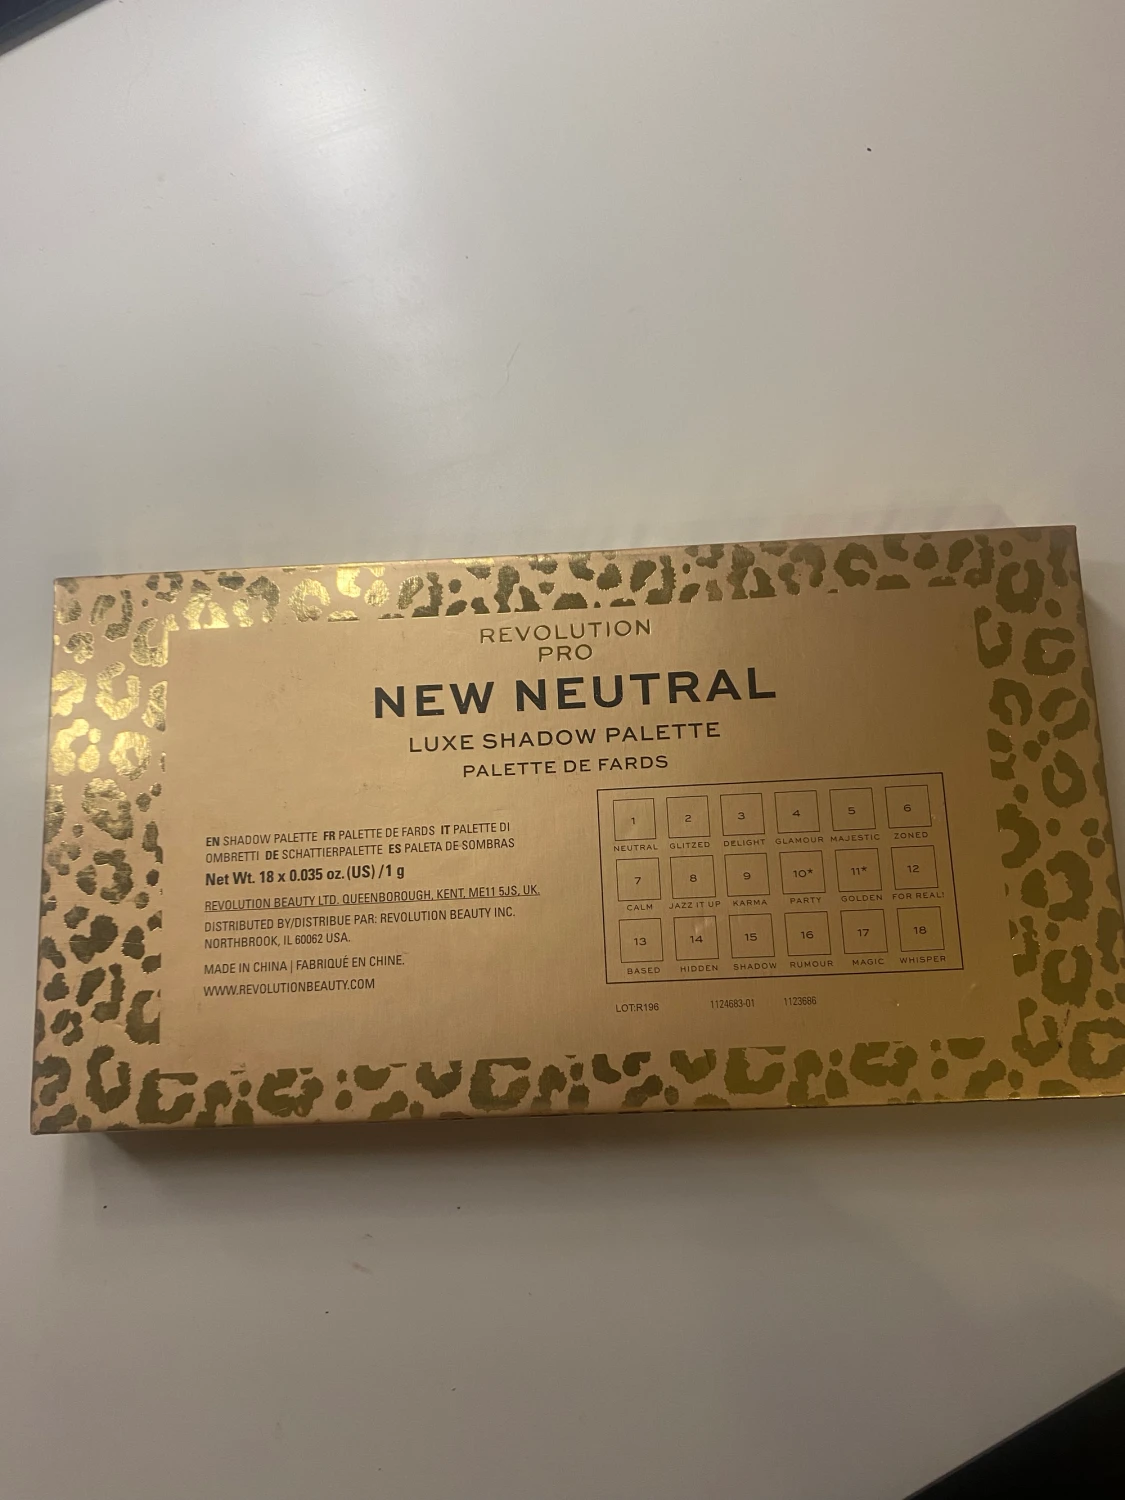 REVOLUTION
PRO
NEW NEUTRAL
LUXE SHADOW PALETTE
PALETTE DE FARDS
EN SHADOW PALETTE FR PALETTE DE FARDS IT PALETTE DI
OMBRETTI DE SCHATTIERPALETTE ES PALETA DE SOMBRAS
Net Wt. 18 x 0.035 oz. (US) / 1 g
REVOLUTION BEAUTY LTD. QUEENBOROUGH, KENT, ME11 5JS, UK.
DISTRIBUTED BY/DISTRIBUE PAR: REVOLUTION BEAUTY INC.
NORTHBROOK, IL 60062 USA.
MADE IN CHINA | FABRIQUÉ EN CHINE.
WWW.REVOLUTIONBEAUTY.COM
1 2 3 4 5 6
NEUTRAL GLITZED DELIGHT GLAMOUR MAJESTIC ZONED
7 8 9 10* 11* 12
CALM JAZZ IT UP KARMA PARTY GOLDEN FOR REAL!
13 14 15 16 17 18
BASED HIDDEN SHADOW RUMOUR MAGIC WHISPER
LOT:R196 1124683-01 1123686